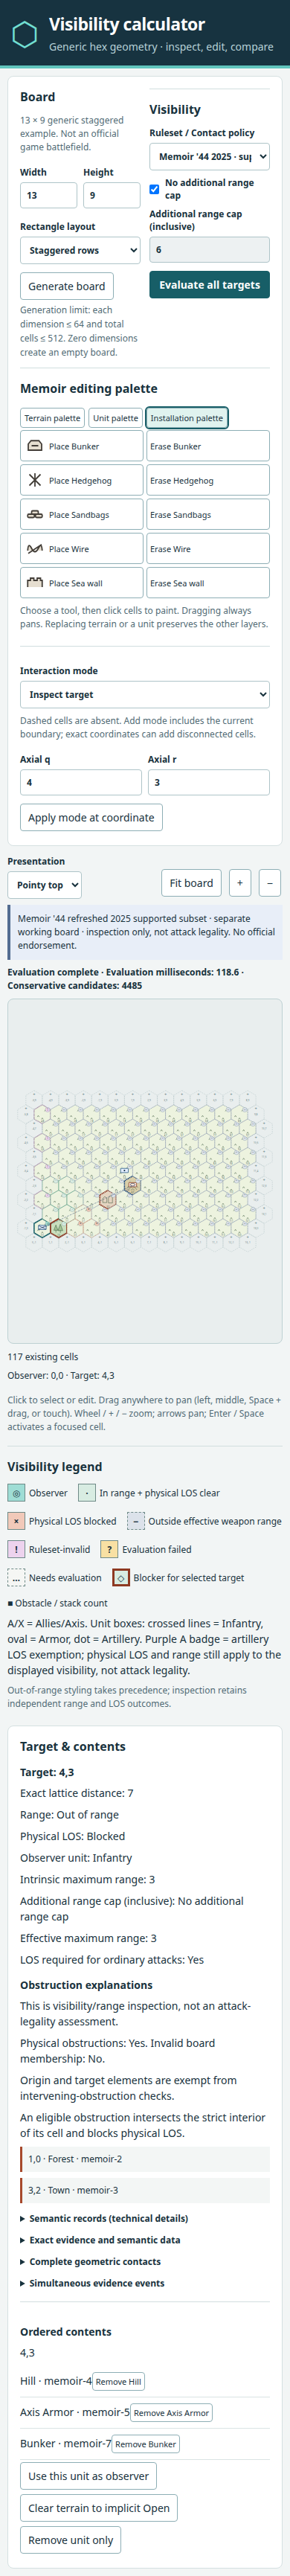 Visibility calculator
Generic hex geometry — inspect, edit, compare
Board
13 × 9 generic staggered
example. Not an official
game battlefield.
Width
Height
13
9
Rectangle layout
Staggered rows
Generate board
Generation limit: each
dimension ≤ 64 and total
cells ≤ 512. Zero dimensions
create an empty board.
Visibility
Ruleset / Contact policy
Memoir '44 2025 · su
No additional range
cap
Additional range cap
(inclusive)
6
Evaluate all targets
Memoir editing palette
Terrain palette
Unit palette
Installation palette
Place Bunker
Erase Bunker
Place Hedgehog
Erase Hedgehog
Place Sandbags
Erase Sandbags
Place Wire
Erase Wire
Place Sea wall
Erase Sea wall
Choose a tool, then click cells to paint. Dragging always
pans. Replacing terrain or a unit preserves the other layers.
Interaction mode
Inspect target
Dashed cells are absent. Add mode includes the current
boundary; exact coordinates can add disconnected cells.
Axial q
Axial r
4
3
Apply mode at coordinate
Presentation
Pointy top
Fit board
+
−
Memoir '44 refreshed 2025 supported subset · separate
working board · inspection only, not attack legality. No official
endorsement.
Evaluation complete · Evaluation milliseconds: 118.6 ·
Conservative candidates: 4485
117 existing cells
Observer: 0,0 · Target: 4,3
Click to select or edit. Drag anywhere to pan (left, middle, Space +
drag, or touch). Wheel / + / − zoom; arrows pan; Enter / Space
activates a focused cell.
Visibility legend
◎ Observer
· In range + physical LOS clear
× Physical LOS blocked
− Outside effective weapon range
! Ruleset-invalid
? Evaluation failed
… Needs evaluation
◇ Blocker for selected target
■ Obstacle / stack count
A/X = Allies/Axis. Unit boxes: crossed lines = Infantry,
oval = Armor, dot = Artillery. Purple A badge = artillery
LOS exemption; physical LOS and range still apply to the
displayed visibility, not attack legality.
Out-of-range styling takes precedence; inspection retains
independent range and LOS outcomes.
Target & contents
Target: 4,3
Exact lattice distance: 7
Range: Out of range
Physical LOS: Blocked
Observer unit: Infantry
Intrinsic maximum range: 3
Additional range cap (inclusive): No additional
range cap
Effective maximum range: 3
LOS required for ordinary attacks: Yes
Obstruction explanations
This is visibility/range inspection, not an attack-
legality assessment.
Physical obstructions: Yes. Invalid board
membership: No.
Origin and target elements are exempt from
intervening-obstruction checks.
An eligible obstruction intersects the strict interior
of its cell and blocks physical LOS.
1,0 · Forest · memoir-2
3,2 · Town · memoir-3
▶ Semantic records (technical details)
▶ Exact evidence and semantic data
▶ Complete geometric contacts
▶ Simultaneous evidence events
Ordered contents
4,3
Hill · memoir-4
Remove Hill
Axis Armor · memoir-5
Remove Axis Armor
Bunker · memoir-7
Remove Bunker
Use this unit as observer
Clear terrain to implicit Open
Remove unit only